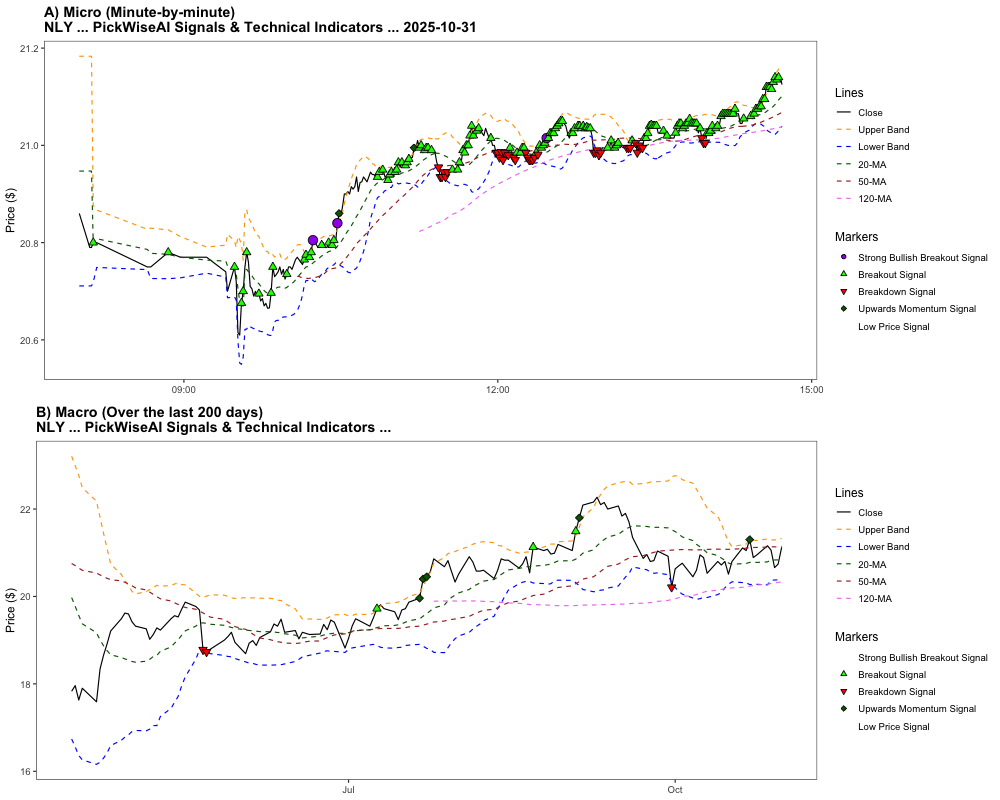 A) Micro (Minute-by-minute)
NLY ... PickWiseAI Signals & Technical Indicators ... 2025-10-31
Price ($)
21.2
21.0
20.8
20.6
09:00
12:00
15:00
Lines
Close
Upper Band
Lower Band
20-MA
50-MA
120-MA
Markers
Strong Bullish Breakout Signal
Breakout Signal
Breakdown Signal
Upwards Momentum Signal
Low Price Signal
B) Macro (Over the last 200 days)
NLY ... PickWiseAI Signals & Technical Indicators ...
Price ($)
22
20
18
16
Jul
Oct
Lines
Close
Upper Band
Lower Band
20-MA
50-MA
120-MA
Markers
Strong Bullish Breakout Signal
Breakout Signal
Breakdown Signal
Upwards Momentum Signal
Low Price Signal